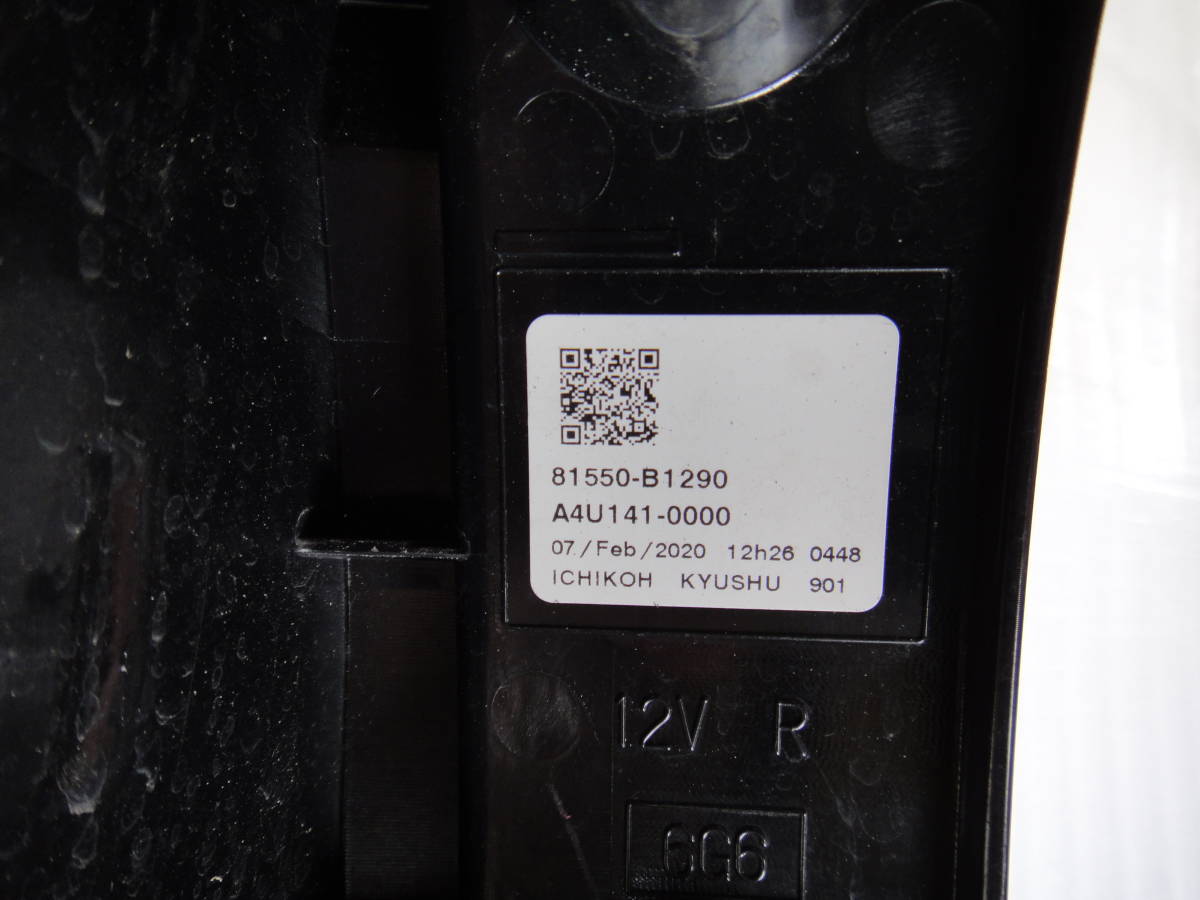 81550-B1290
A4U141-0000
07/Feb/2020 12h26 0448
ICHIKOH KYUSHU 901
12V R
6G6